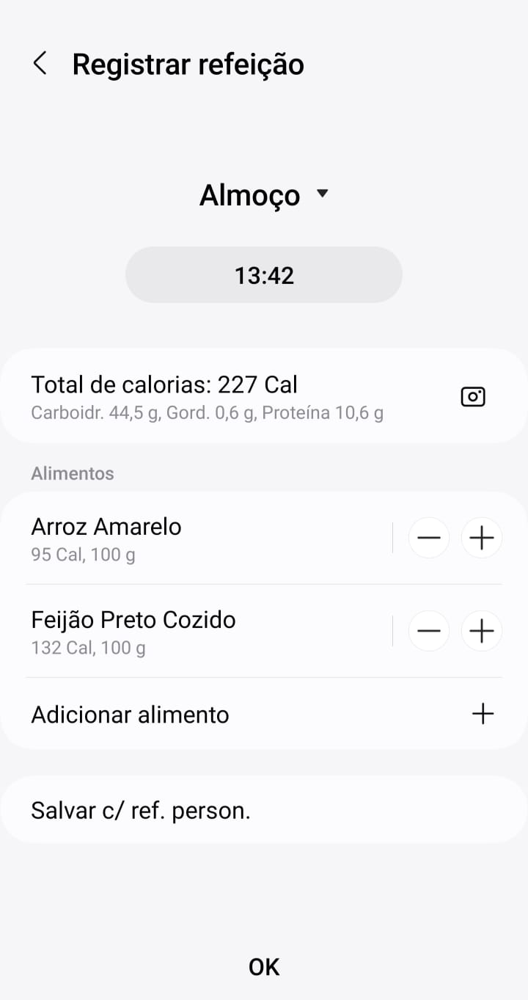 Registrar refeição
Almoço
13:42
Total de calorias: 227 Cal
Carboidr. 44,5 g, Gord. 0,6 g, Proteína 10,6 g
Alimentos
Arroz Amarelo
95 Cal, 100 g
Feijão Preto Cozido
132 Cal, 100 g
Adicionar alimento
Salvar c/ ref. person.
OK